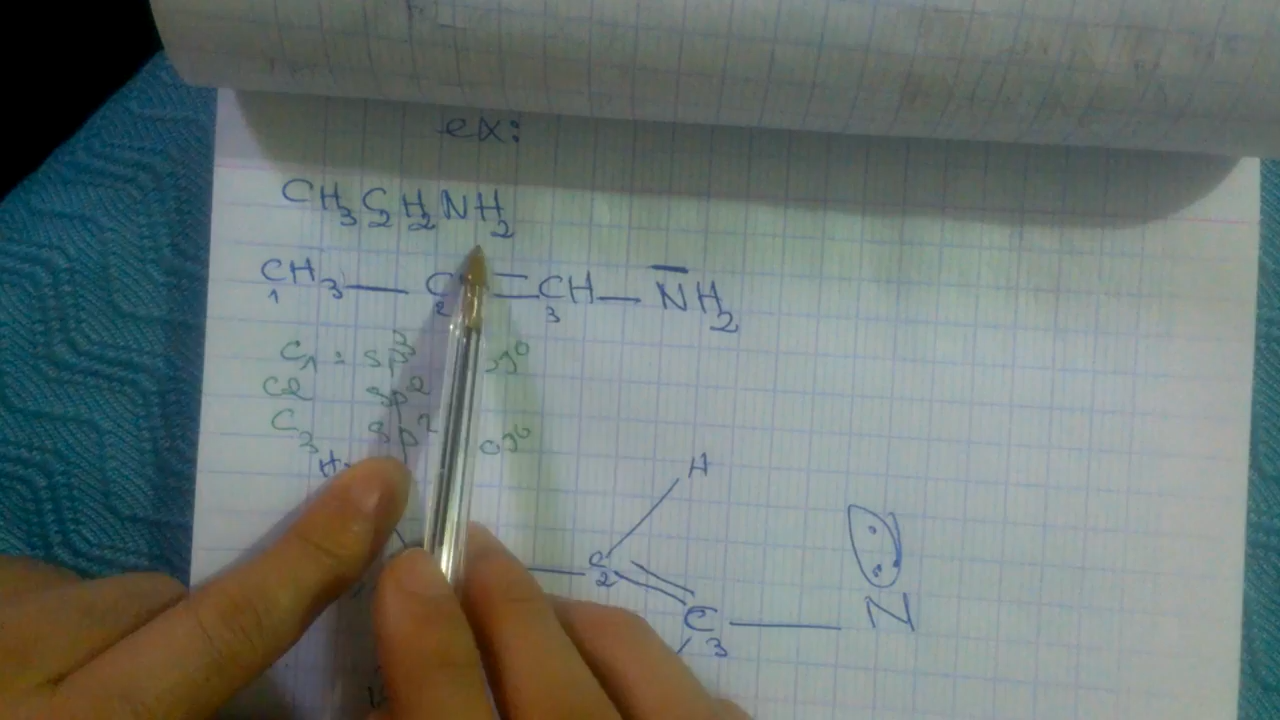 ex:
CH3C2H2NH2
CH3 — C = CH — NH2
1 2 3
C1 : sp3
C2 sp2
C3 sp2
H
H
C2
C3 N